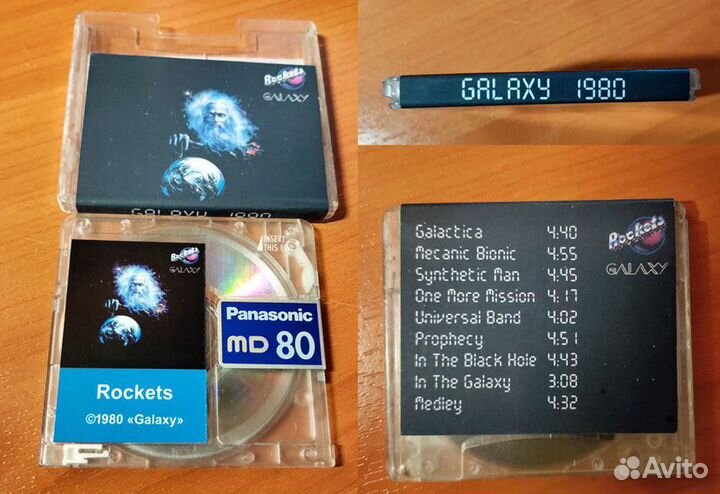 Rockets
GALAXY
GALAXY 1980
INSERT
Rockets
GALAXY
Panasonic
MD 80
Rockets
©1980 «Galaxy»
GALAXY 1980
Rockets
GALAXY
Galactica 4:40
Mecanic Bionic 4:55
Synthetic Man 4:45
One More Mission 4:17
Universal Band 4:02
Prophecy 4:51
In The Black Hole 4:43
In The Galaxy 3:08
Medley 4:32
Avito